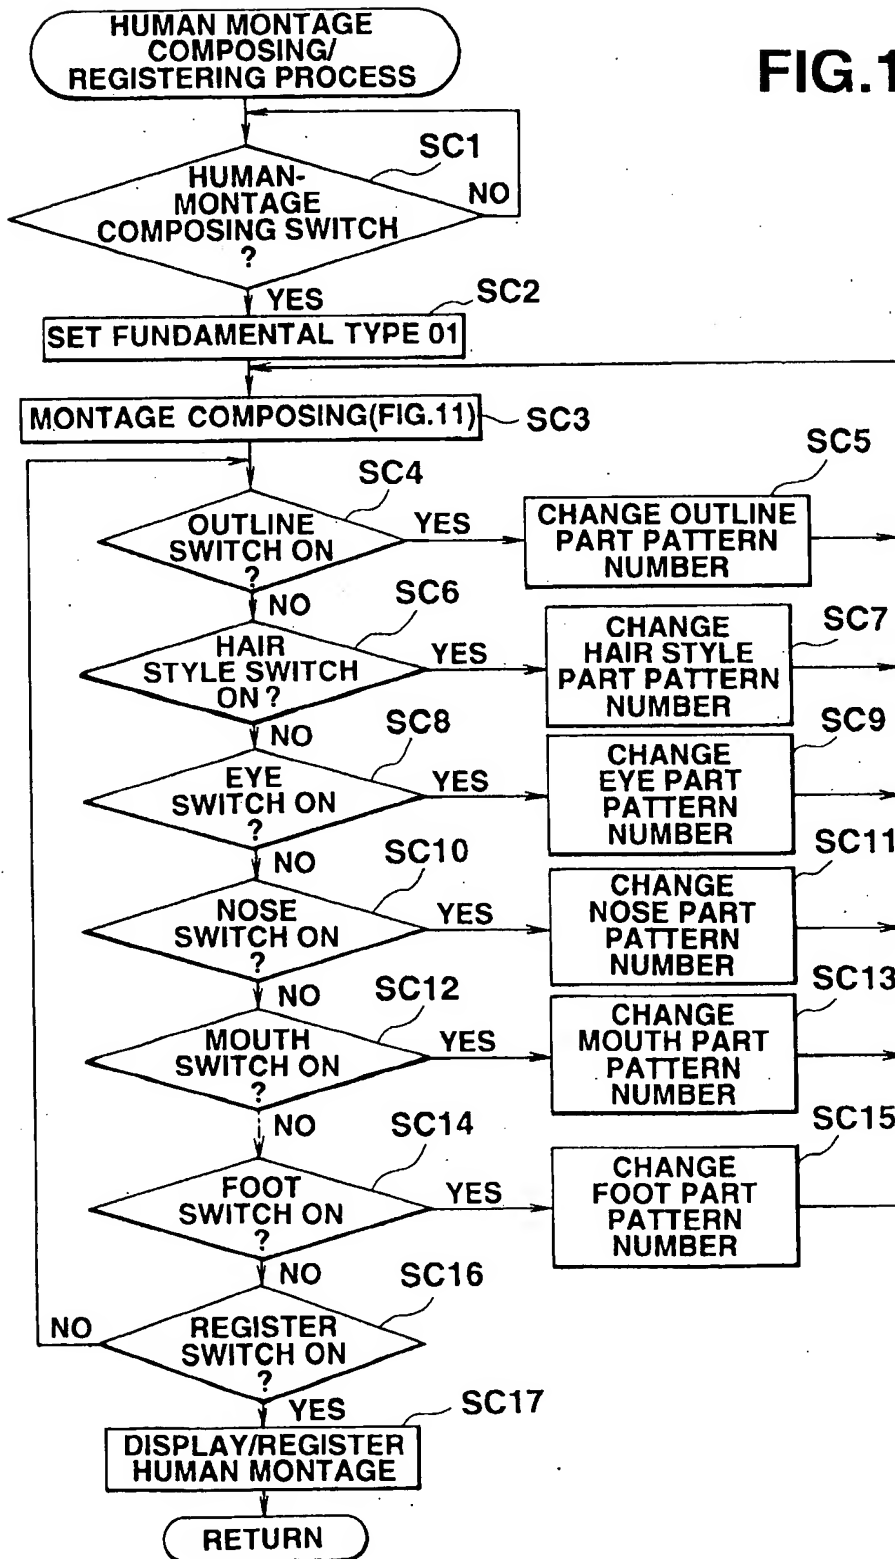 HUMAN MONTAGE
COMPOSING/
REGISTERING PROCESS
FIG.1
SC1
HUMAN-
MONTAGE
COMPOSING SWITCH
?
NO
YES
SC2
SET FUNDAMENTAL TYPE 01
MONTAGE COMPOSING(FIG.11)
SC3
SC4
OUTLINE
SWITCH ON
?
YES
SC5
CHANGE OUTLINE
PART PATTERN
NUMBER
NO
SC6
HAIR
STYLE SWITCH
ON?
YES
SC7
CHANGE
HAIR STYLE
PART PATTERN
NUMBER
NO
SC8
EYE
SWITCH ON
?
YES
SC9
CHANGE
EYE PART
PATTERN
NUMBER
NO
SC10
NOSE
SWITCH ON
?
YES
SC11
CHANGE
NOSE PART
PATTERN
NUMBER
NO
SC12
MOUTH
SWITCH ON
?
YES
SC13
CHANGE
MOUTH PART
PATTERN
NUMBER
NO
SC14
FOOT
SWITCH ON
?
YES
SC15
CHANGE
FOOT PART
PATTERN
NUMBER
NO
SC16
REGISTER
SWITCH ON
?
NO
YES
SC17
DISPLAY/REGISTER
HUMAN MONTAGE
RETURN